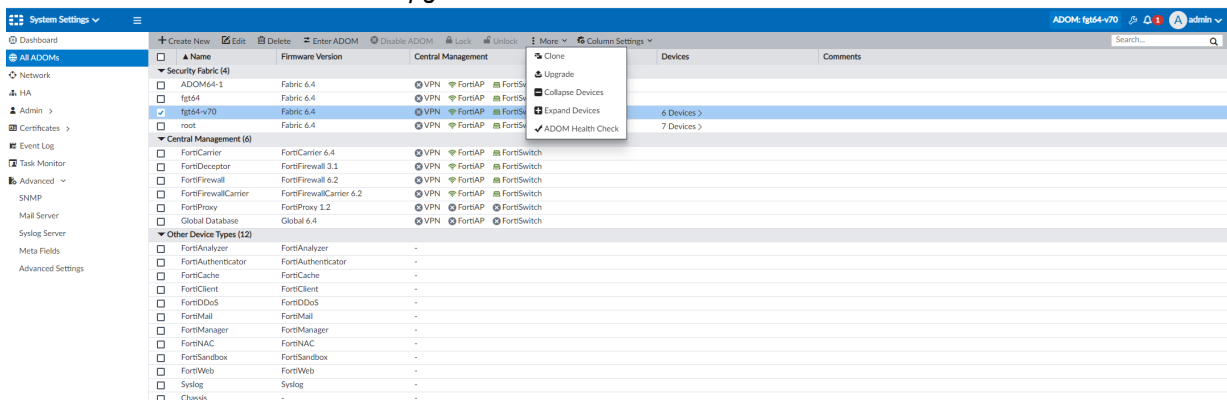 System Settings
ADOM: fgt64-v70 1 A admin
Dashboard
All ADOMs
Network
HA
Admin >
Certificates >
Event Log
Task Monitor
Advanced
SNMP
Mail Server
Syslog Server
Meta Fields
Advanced Settings
+ Create New Edit Delete Enter ADOM Disable ADOM Lock Unlock More Column Settings Search...
▲ Name Firmware Version Central Management Devices Comments
Clone
Upgrade
Collapse Devices
Expand Devices
ADOM Health Check
Security Fabric (4)
ADOM64-1 Fabric 6.4 VPN FortiAP FortiSw
fgt64 Fabric 6.4 VPN FortiAP FortiSw
fgt64-v70 Fabric 6.4 VPN FortiAP FortiSw 6 Devices >
root Fabric 6.4 VPN FortiAP FortiSw 7 Devices >
Central Management (6)
FortiCarrier FortiCarrier 6.4 VPN FortiAP FortiSwitch
FortiDeceptor FortiFirewall 3.1 VPN FortiAP FortiSwitch
FortiFirewall FortiFirewall 6.2 VPN FortiAP FortiSwitch
FortiFirewallCarrier FortiFirewallCarrier 6.2 VPN FortiAP FortiSwitch
FortiProxy FortiProxy 1.2 VPN FortiAP FortiSwitch
Global Database Global 6.4 VPN FortiAP FortiSwitch
Other Device Types (12)
FortiAnalyzer FortiAnalyzer -
FortiAuthenticator FortiAuthenticator -
FortiCache FortiCache -
FortiClient FortiClient -
FortiDDoS FortiDDoS -
FortiMail FortiMail -
FortiManager FortiManager -
FortiNAC FortiNAC -
FortiSandbox FortiSandbox -
FortiWeb FortiWeb -
Syslog Syslog -
Chassis - -